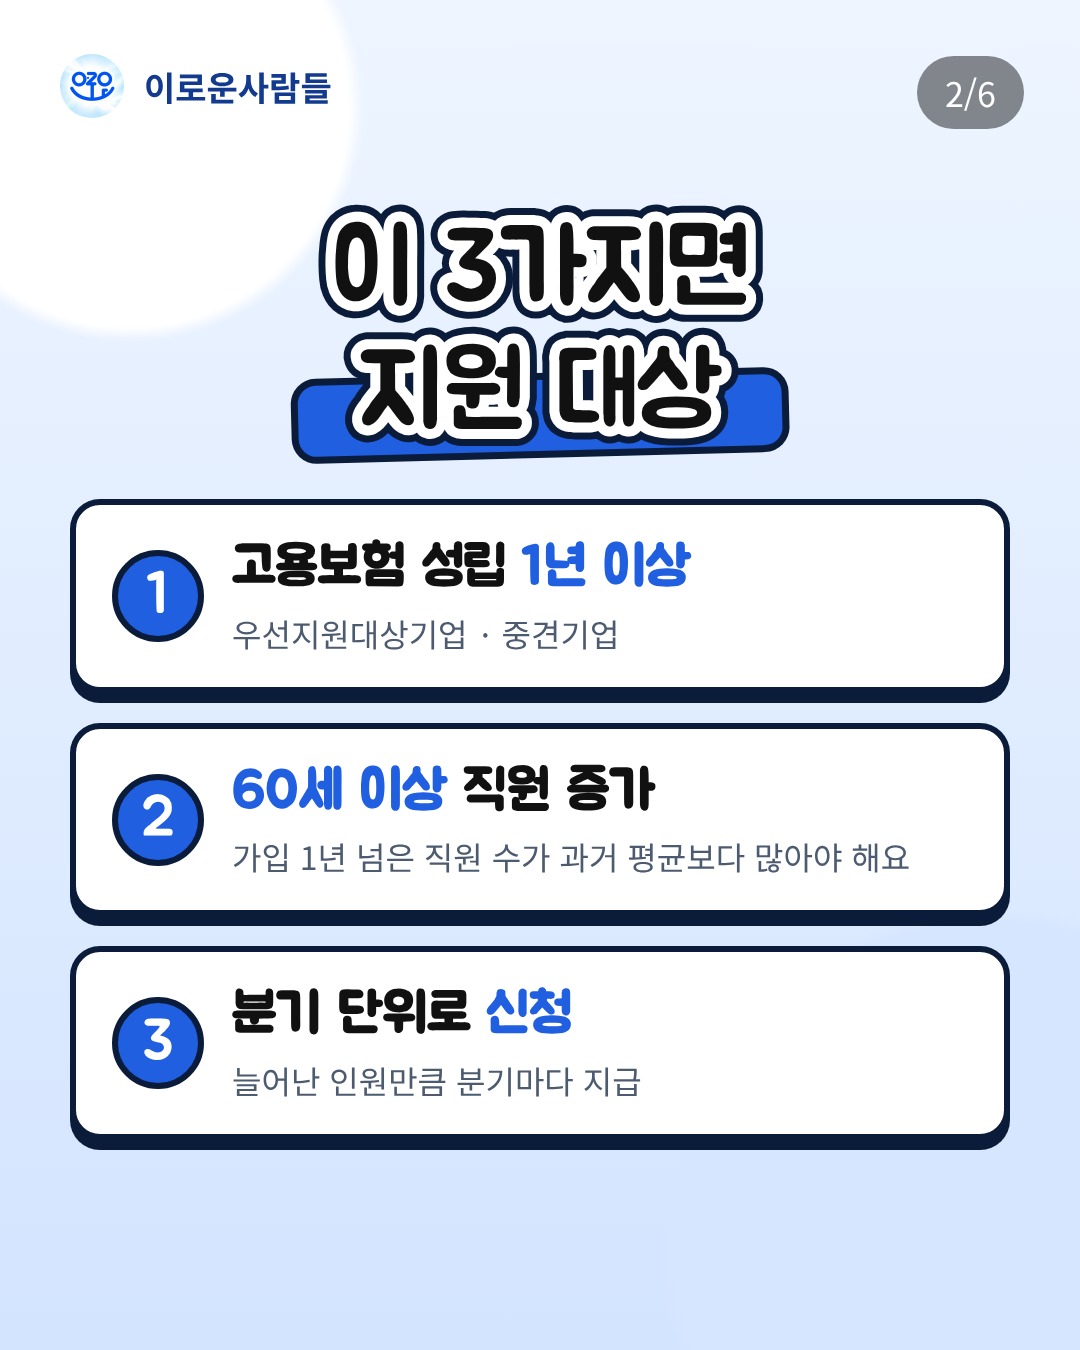 이로운사람들
2/6
이 3가지면
지원 대상
1
고용보험 성립 1년 이상
우선지원대상기업 · 중견기업
2
60세 이상 직원 증가
가입 1년 넘은 직원 수가 과거 평균보다 많아야 해요
3
분기 단위로 신청
늘어난 인원만큼 분기마다 지급